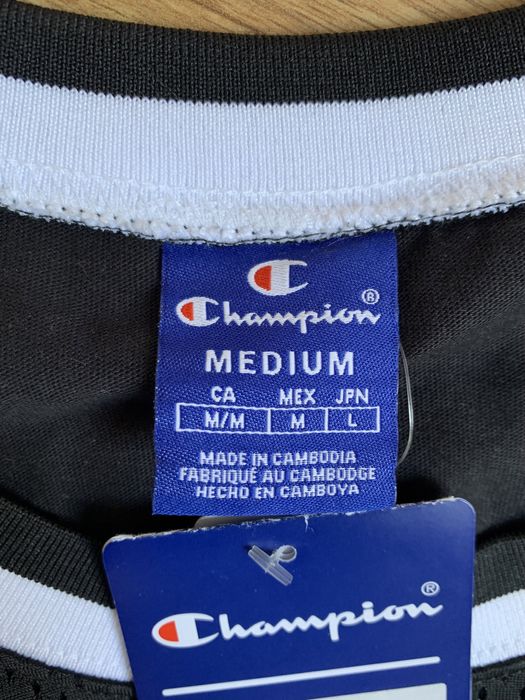 Champion®
MEDIUM
CA MEX JPN
M/M M L
MADE IN CAMBODIA
FABRIQUÉ AU CAMBODGE
HECHO EN CAMBOYA
Champion®